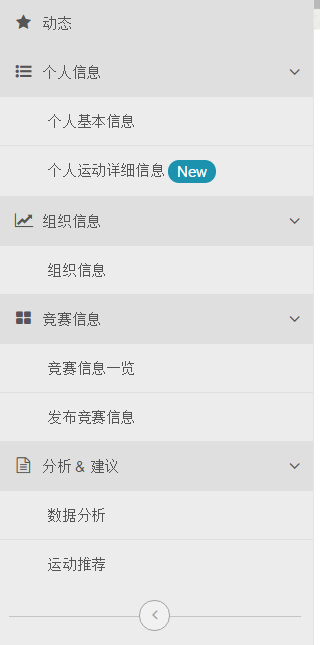 动态
个人信息
个人基本信息
个人运动详细信息 New
组织信息
组织信息
竞赛信息
竞赛信息一览
发布竞赛信息
分析 & 建议
数据分析
运动推荐